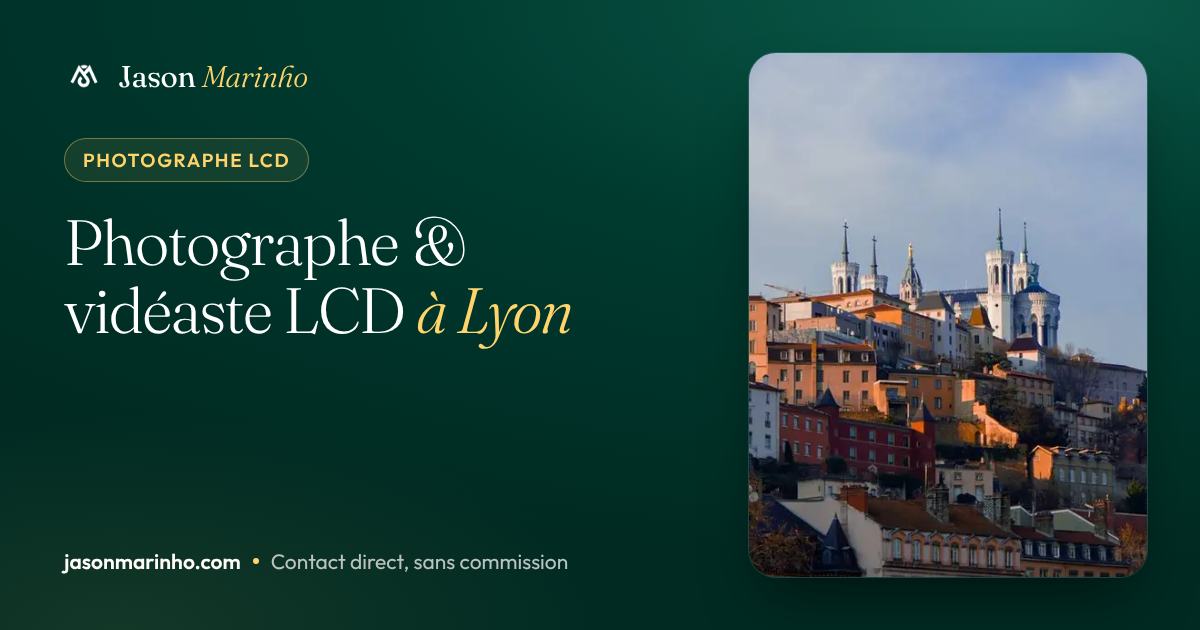 Jason Marinho
PHOTOGRAPHE LCD
Photographe &
vidéaste LCD à Lyon
jasonmarinho.com • Contact direct, sans commission